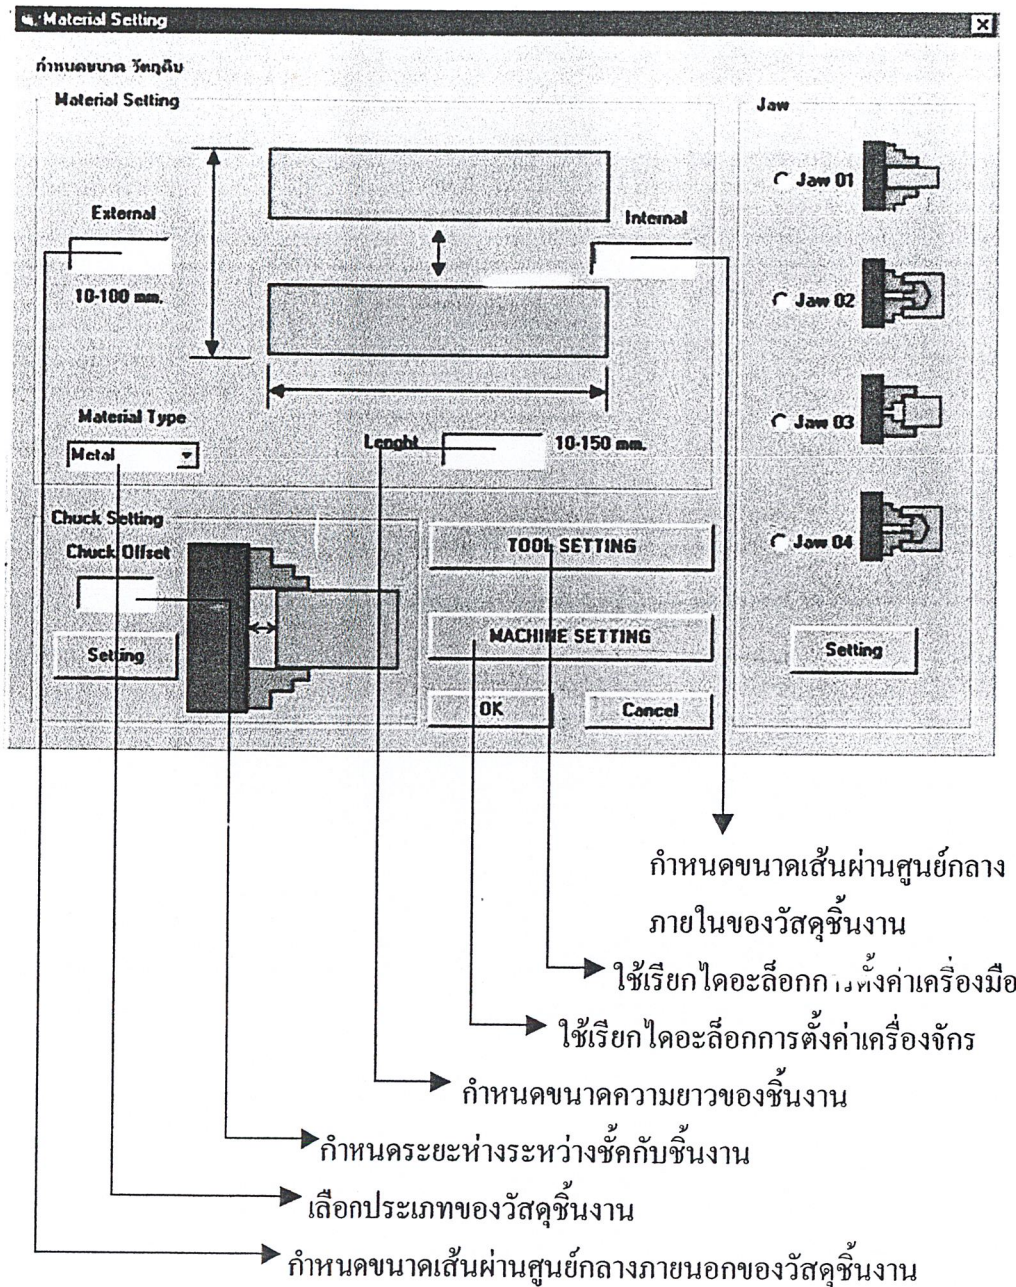 Material Setting
กำหนดขนาด วัตถุดิบ
Material Setting
Jaw
Jaw 01
External
Internal
10-100 mm.
Jaw 02
Material Type
Metal
Lenght
10-150 mm.
Jaw 03
Chuck Setting
Chuck Offset
TOOL SETTING
Jaw 04
Setting
MACHINE SETTING
Setting
OK
Cancel
กำหนดขนาดเส้นผ่านศูนย์กลาง
ภายในของวัสดุชิ้นงาน
ใช้เรียกไดอะล็อกการตั้งค่าเครื่องมือ
ใช้เรียกไดอะล็อกการตั้งค่าเครื่องจักร
กำหนดขนาดความยาวของชิ้นงาน
กำหนดระยะห่างระหว่างชั้คกับชิ้นงาน
เลือกประเภทของวัสดุชิ้นงาน
กำหนดขนาดเส้นผ่านศูนย์กลางภายนอกของวัสดุชิ้นงาน